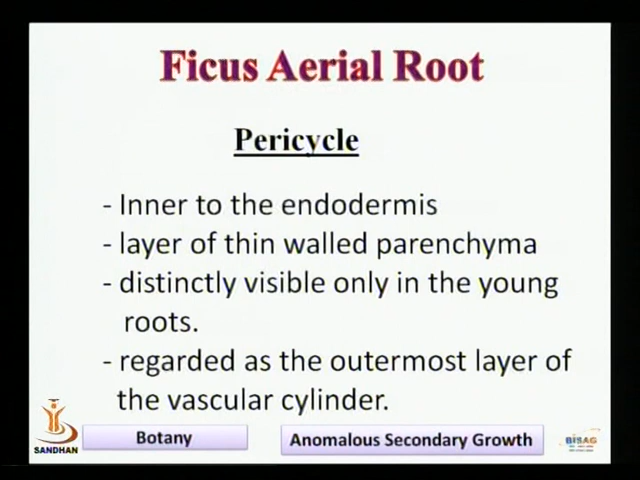 Ficus Aerial Root
Pericycle
- Inner to the endodermis
- layer of thin walled parenchyma
- distinctly visible only in the young
roots.
- regarded as the outermost layer of
the vascular cylinder.
SANDHAN
Botany
Anomalous Secondary Growth
BISAG